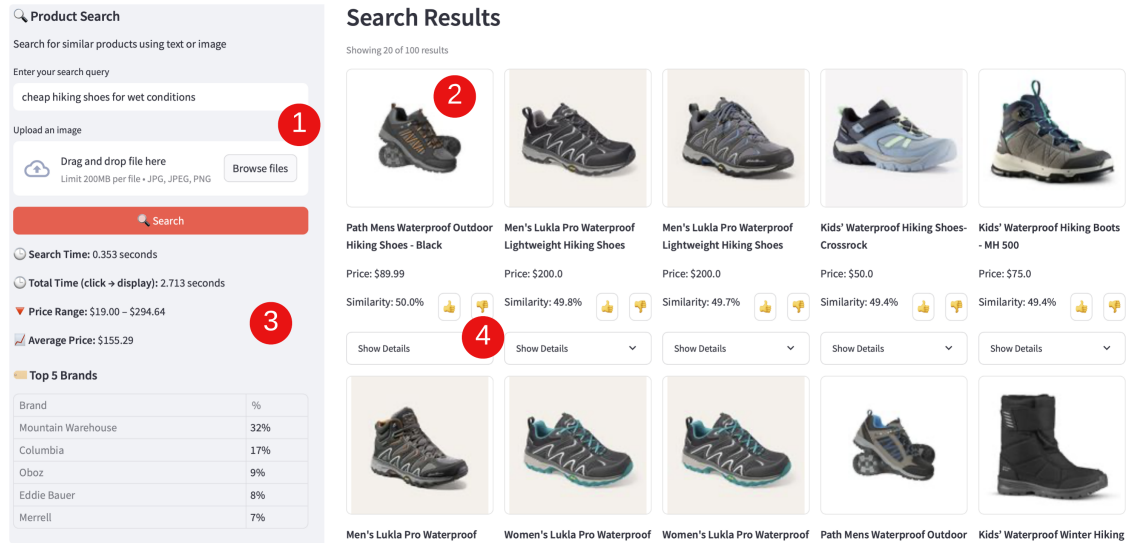 🔍 Product Search
Search for similar products using text or image
Enter your search query
cheap hiking shoes for wet conditions
1
Upload an image
Drag and drop file here
Limit 200MB per file • JPG, JPEG, PNG
Browse files
🔍 Search
🕒 Search Time: 0.353 seconds
🕒 Total Time (click → display): 2.713 seconds
🔻 Price Range: $19.00 – $294.64
3
📈 Average Price: $155.29
🏷️ Top 5 Brands
Brand %
Mountain Warehouse 32%
Columbia 17%
Oboz 9%
Eddie Bauer 8%
Merrell 7%
Search Results
Showing 20 of 100 results
2
Path Mens Waterproof Outdoor
Hiking Shoes - Black
Price: $89.99
Similarity: 50.0%
4
Show Details
Men's Lukla Pro Waterproof
Lightweight Hiking Shoes
Price: $200.0
Similarity: 49.8%
Show Details
Men's Lukla Pro Waterproof
Lightweight Hiking Shoes
Price: $200.0
Similarity: 49.7%
Show Details
Kids’ Waterproof Hiking Shoes-
Crossrock
Price: $50.0
Similarity: 49.4%
Show Details
Kids’ Waterproof Hiking Boots
- MH 500
Price: $75.0
Similarity: 49.4%
Show Details
Men's Lukla Pro Waterproof
Women's Lukla Pro Waterproof
Women's Lukla Pro Waterproof
Path Mens Waterproof Outdoor
Kids’ Waterproof Winter Hiking